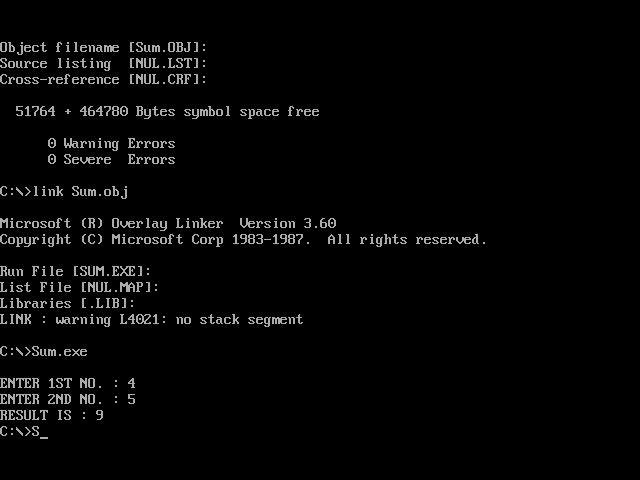 Object filename [Sum.OBJ]:
Source listing  [NUL.LST]:
Cross-reference [NUL.CRF]:
  51764 + 464780 Bytes symbol space free
      0 Warning Errors
      0 Severe  Errors
C:\>link Sum.obj
Microsoft (R) Overlay Linker  Version 3.60
Copyright (C) Microsoft Corp 1983-1987.  All rights reserved.
Run File [SUM.EXE]:
List File [NUL.MAP]:
Libraries [.LIB]:
LINK : warning L4021: no stack segment
C:\>Sum.exe
ENTER 1ST NO. : 4
ENTER 2ND NO. : 5
RESULT IS : 9
C:\>S_